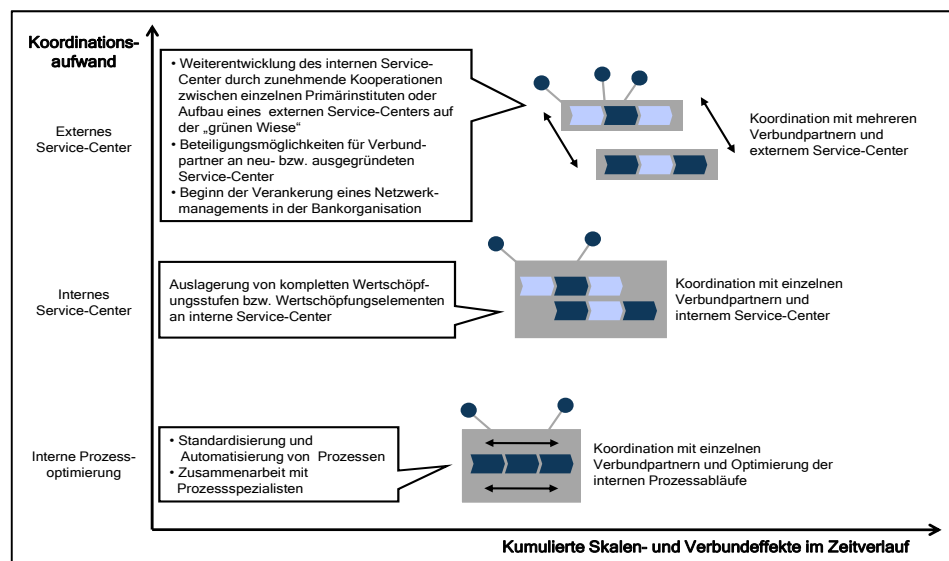 Koordinations-
aufwand
Externes
Service-Center
• Weiterentwicklung des internen Service-
Center durch zunehmende Kooperationen
zwischen einzelnen Primärinstituten oder
Aufbau eines externen Service-Centers auf
der „grünen Wiese“
• Beteiligungsmöglichkeiten für Verbund-
partner an neu- bzw. ausgegründeten
Service-Center
• Beginn der Verankerung eines Netzwerk-
managements in der Bankorganisation
Koordination mit mehreren
Verbundpartnern und
externem Service-Center
Internes
Service-Center
Auslagerung von kompletten Wertschöpf-
ungsstufen bzw. Wertschöpfungselementen
an interne Service-Center
Koordination mit einzelnen
Verbundpartnern und
internem Service-Center
Interne Prozess-
optimierung
• Standardisierung und
Automatisierung von Prozessen
• Zusammenarbeit mit
Prozessspezialisten
Koordination mit einzelnen
Verbundpartnern und Optimierung der
internen Prozessabläufe
Kumulierte Skalen- und Verbundeffekte im Zeitverlauf